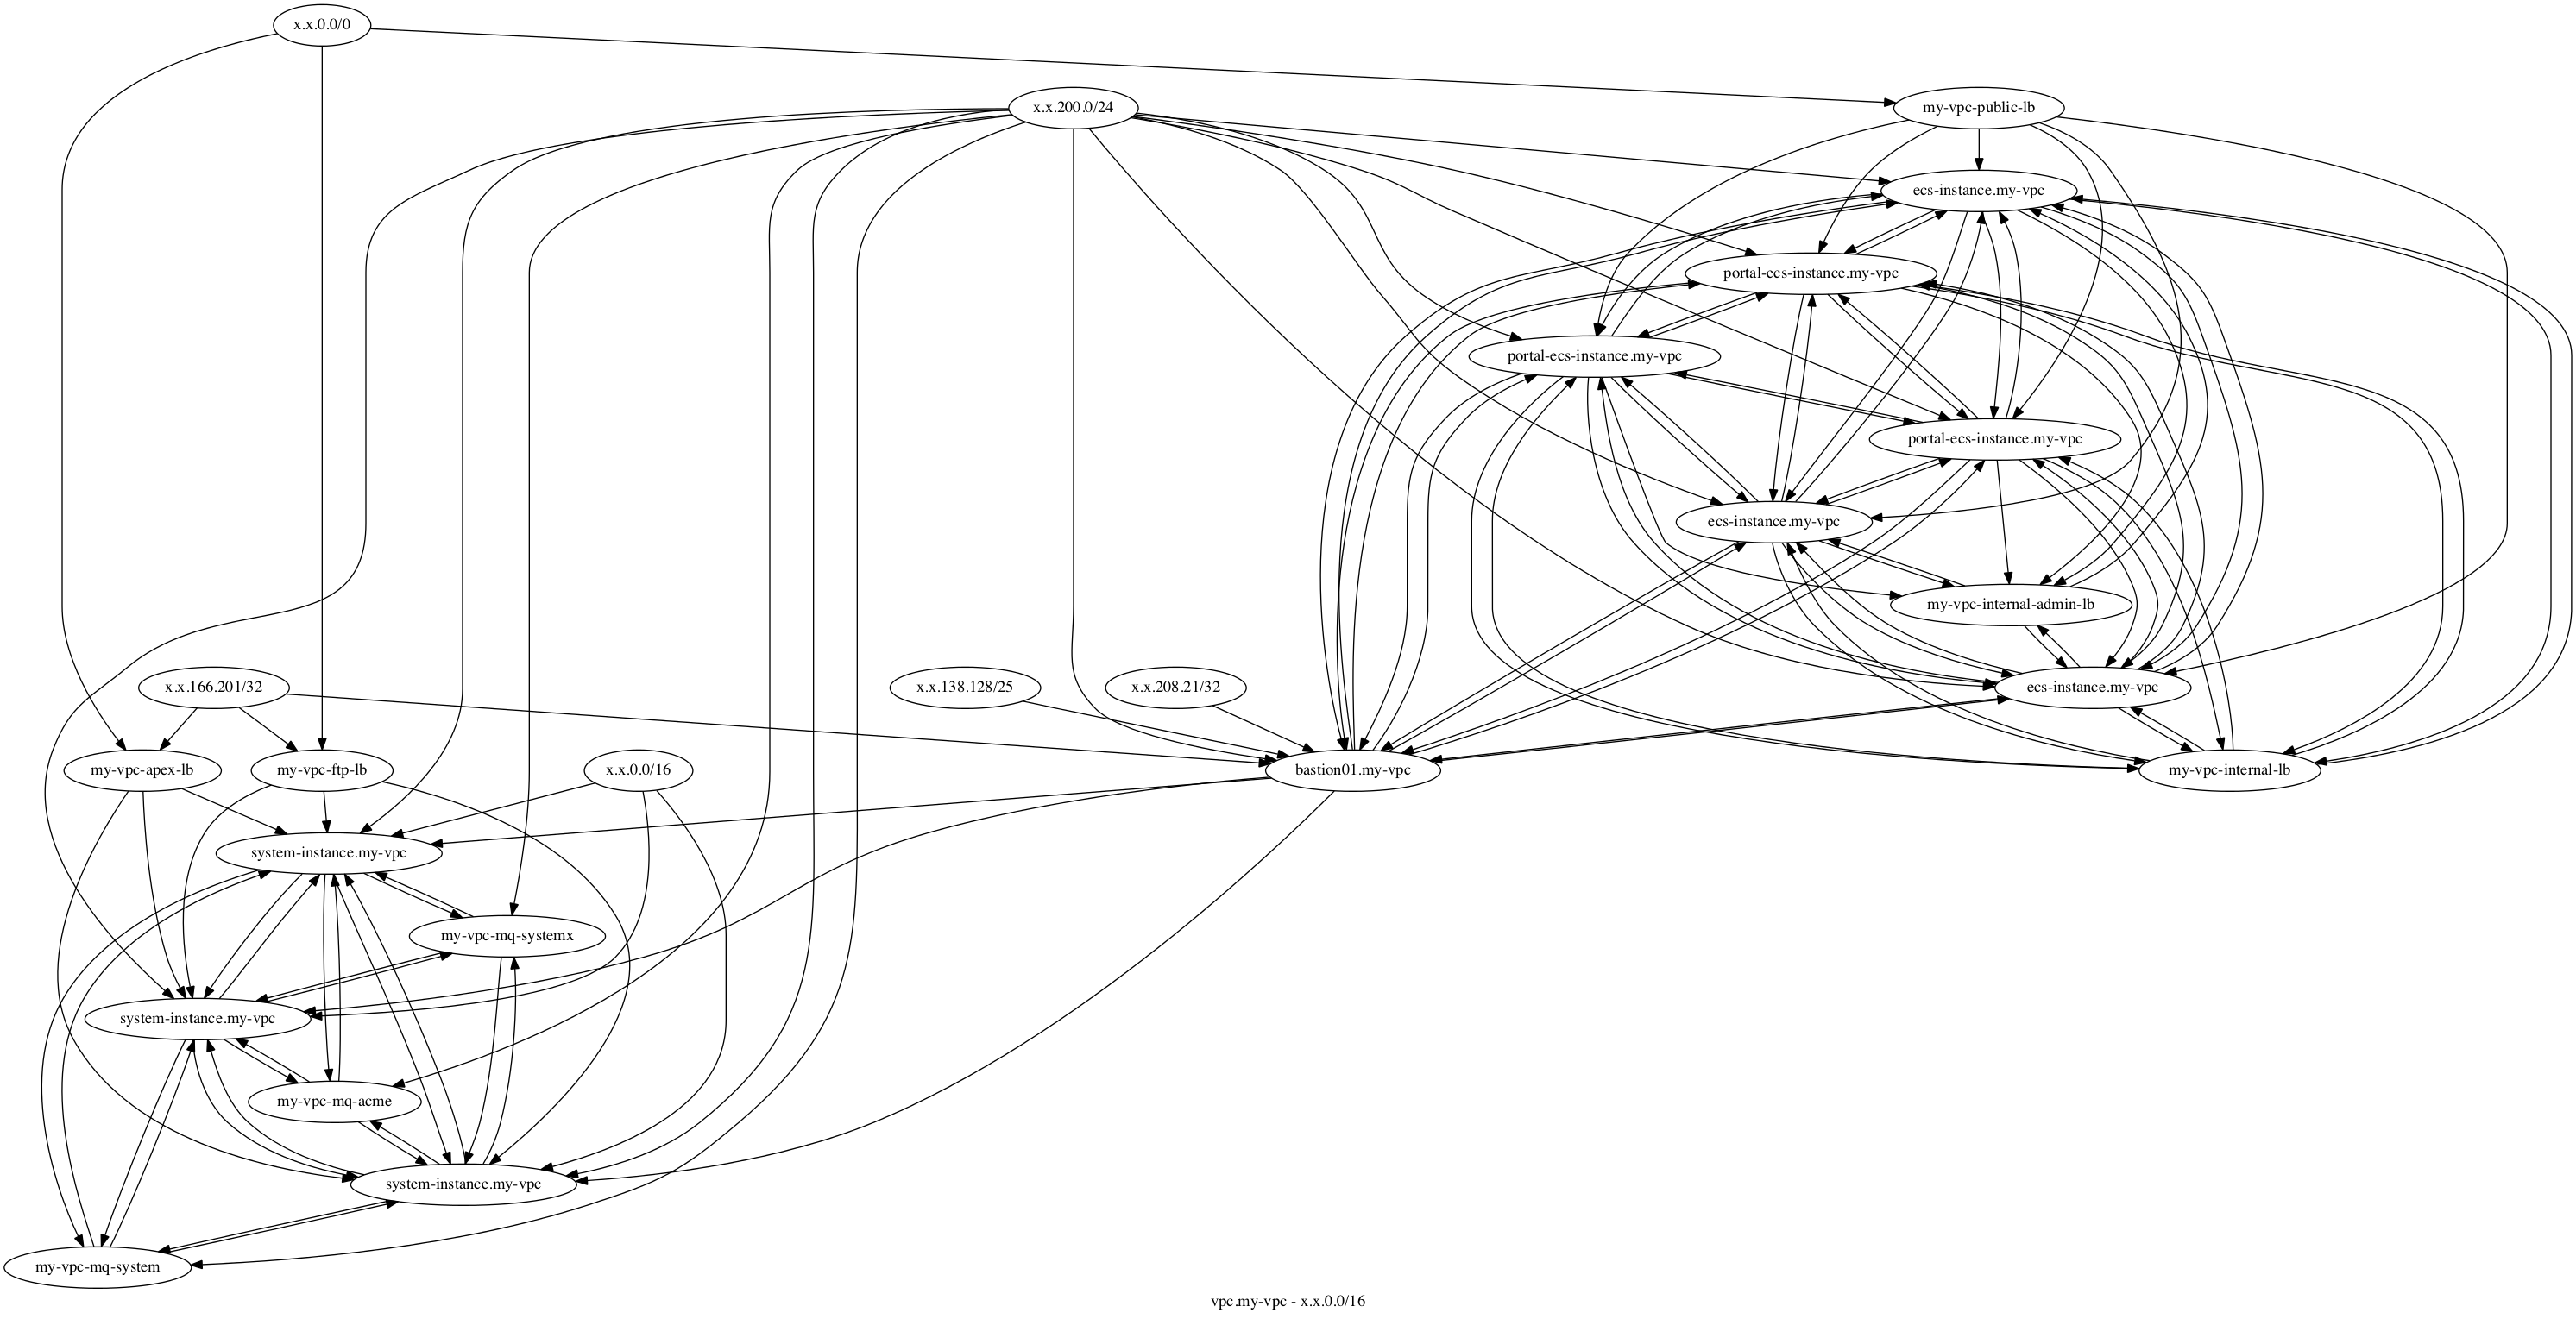 x.x.0.0/0
x.x.200.0/24
my-vpc-public-lb
ecs-instance.my-vpc
portal-ecs-instance.my-vpc
portal-ecs-instance.my-vpc
portal-ecs-instance.my-vpc
ecs-instance.my-vpc
my-vpc-internal-admin-lb
x.x.166.201/32
x.x.138.128/25
x.x.208.21/32
ecs-instance.my-vpc
my-vpc-apex-lb
my-vpc-ftp-lb
x.x.0.0/16
bastion01.my-vpc
my-vpc-internal-lb
system-instance.my-vpc
my-vpc-mq-systemx
system-instance.my-vpc
my-vpc-mq-acme
system-instance.my-vpc
my-vpc-mq-system
vpc.my-vpc - x.x.0.0/16